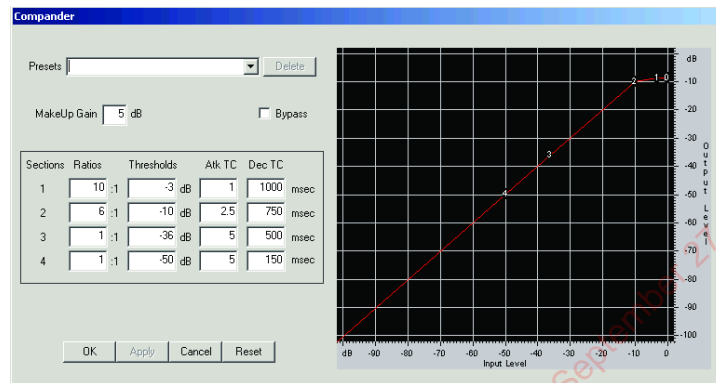 Compander
Presets
Delete
MakeUp Gain 5 dB
Bypass
Sections Ratios Thresholds Atk TC Dec TC
1 10 :1 -3 dB 1 1000 msec
2 6 :1 -10 dB 2.5 750 msec
3 1 :1 -36 dB 5 500 msec
4 1 :1 -50 dB 5 150 msec
OK Apply Cancel Reset
dB
-10
-20
-30
-40
-50
-60
-70
-80
-90
-100
Output Level
4 3 2 1 0
dB -90 -80 -70 -60 -50 -40 -30 -20 -10 0
Input Level
September 27